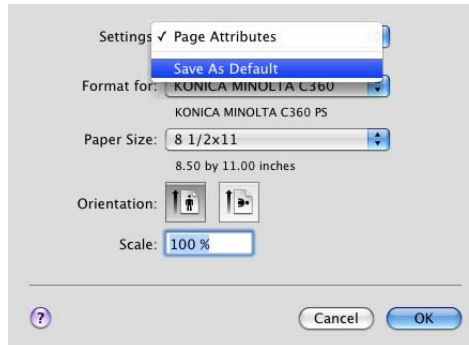 Settings ✓ Page Attributes
Save As Default
Format for: KONICA MINOLTA C360
KONICA MINOLTA C360 PS
Paper Size: 8 1/2x11
8.50 by 11.00 inches
Orientation:
Scale: 100 %
? Cancel OK